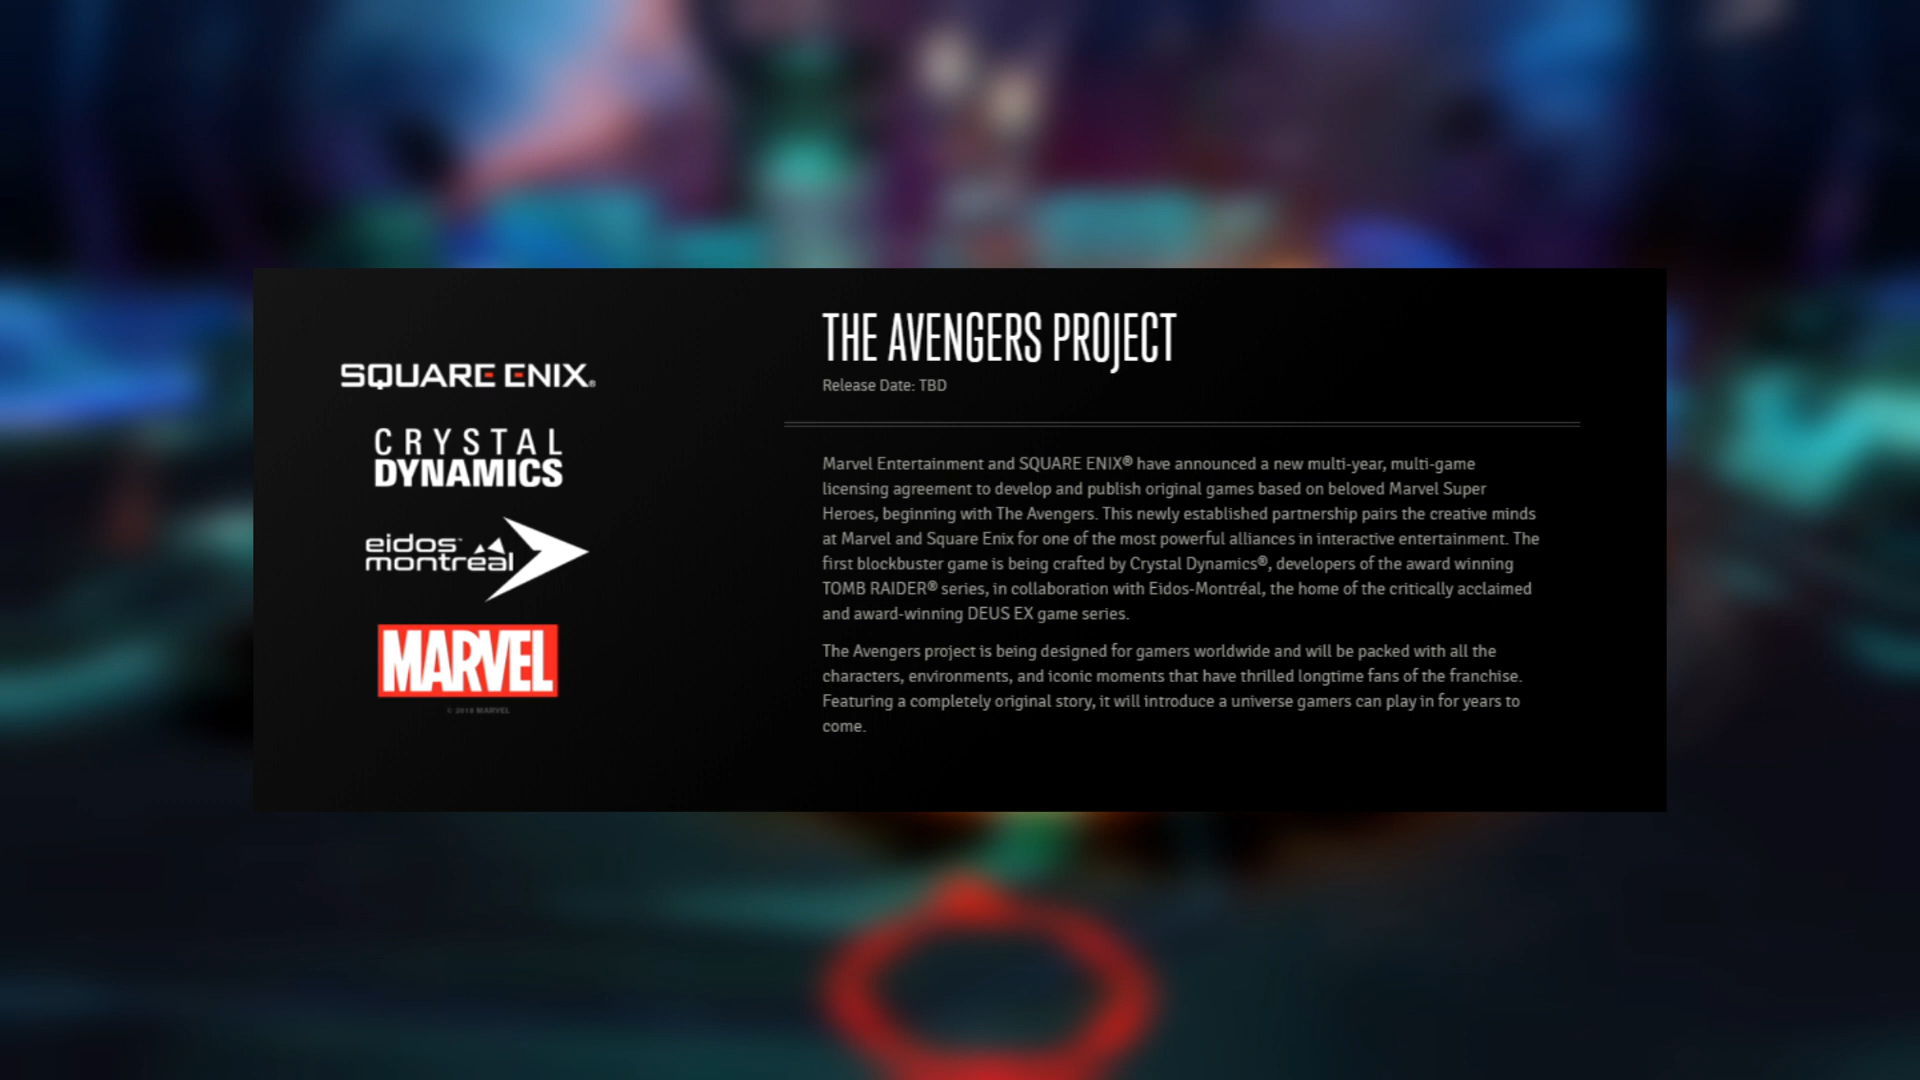 SQUARE ENIX®
CRYSTAL
DYNAMICS
eidos™
montréal
MARVEL
© 2018 MARVEL
THE AVENGERS PROJECT
Release Date: TBD
Marvel Entertainment and SQUARE ENIX® have announced a new multi-year, multi-game
licensing agreement to develop and publish original games based on beloved Marvel Super
Heroes, beginning with The Avengers. This newly established partnership pairs the creative minds
at Marvel and Square Enix for one of the most powerful alliances in interactive entertainment. The
first blockbuster game is being crafted by Crystal Dynamics®, developers of the award winning
TOMB RAIDER® series, in collaboration with Eidos-Montréal, the home of the critically acclaimed
and award-winning DEUS EX game series.
The Avengers project is being designed for gamers worldwide and will be packed with all the
characters, environments, and iconic moments that have thrilled longtime fans of the franchise.
Featuring a completely original story, it will introduce a universe gamers can play in for years to
come.